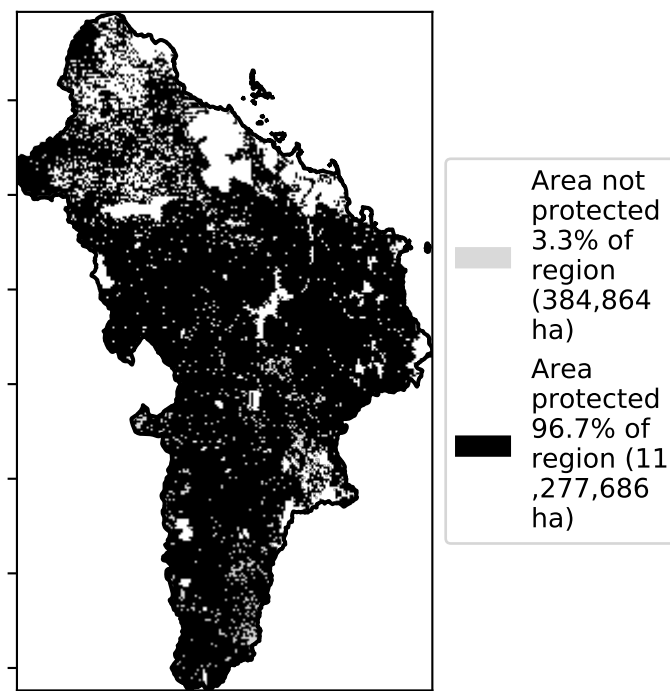 Area not
protected
3.3% of
region
(384,864
ha)
Area
protected
96.7% of
region (11
,277,686
ha)